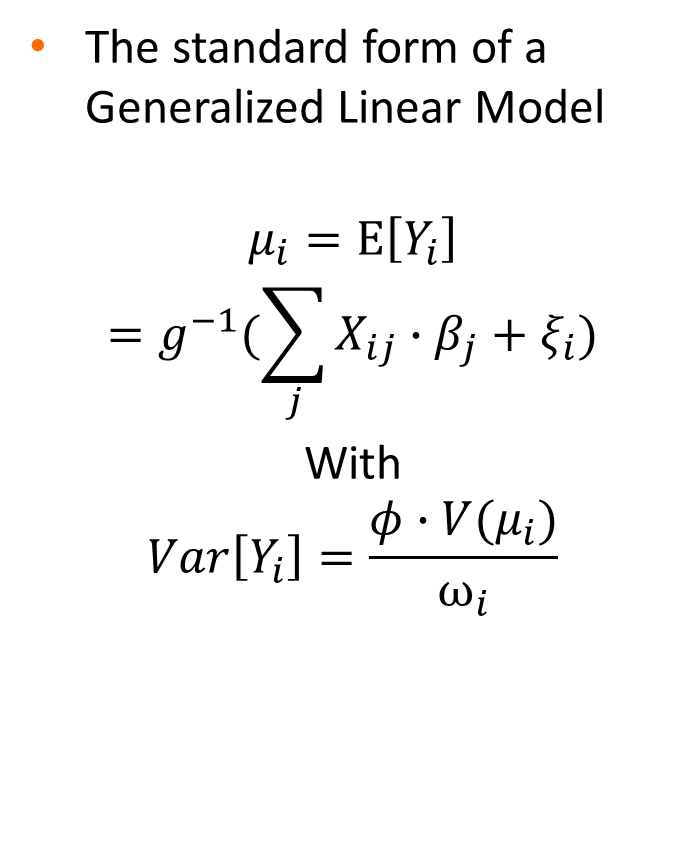 • The standard form of a
Generalized Linear Model
𝜇ᵢ = E[𝑌ᵢ]
= 𝑔⁻¹(∑ⱼ 𝑋ᵢⱼ · 𝛽ⱼ + 𝜉ᵢ)
With
𝑉𝑎𝑟[𝑌ᵢ] = 𝜙 · 𝑉(𝜇ᵢ) / ωᵢ